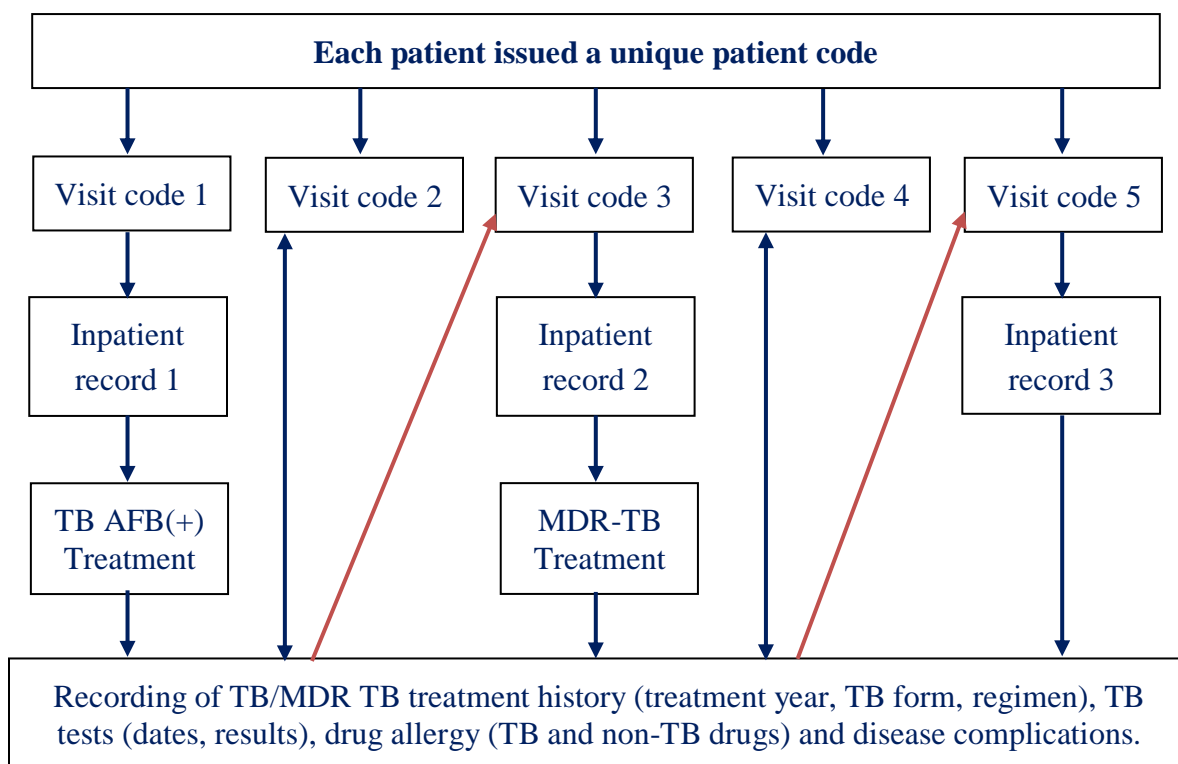 Each patient issued a unique patient code
Visit code 1
Visit code 2
Visit code 3
Visit code 4
Visit code 5
Inpatient
record 1
Inpatient
record 2
Inpatient
record 3
TB AFB(+)
Treatment
MDR-TB
Treatment
Recording of TB/MDR TB treatment history (treatment year, TB form, regimen), TB
tests (dates, results), drug allergy (TB and non-TB drugs) and disease complications.